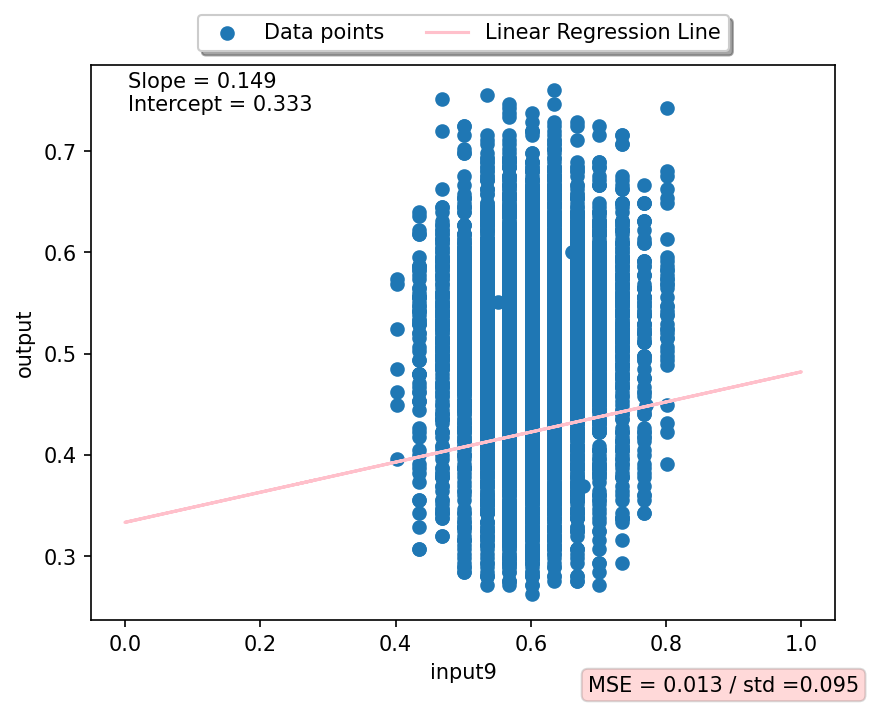 Data points
Linear Regression Line
Slope = 0.149
Intercept = 0.333
output
0.7
0.6
0.5
0.4
0.3
0.0 0.2 0.4 0.6 0.8 1.0
input9
MSE = 0.013 / std =0.095